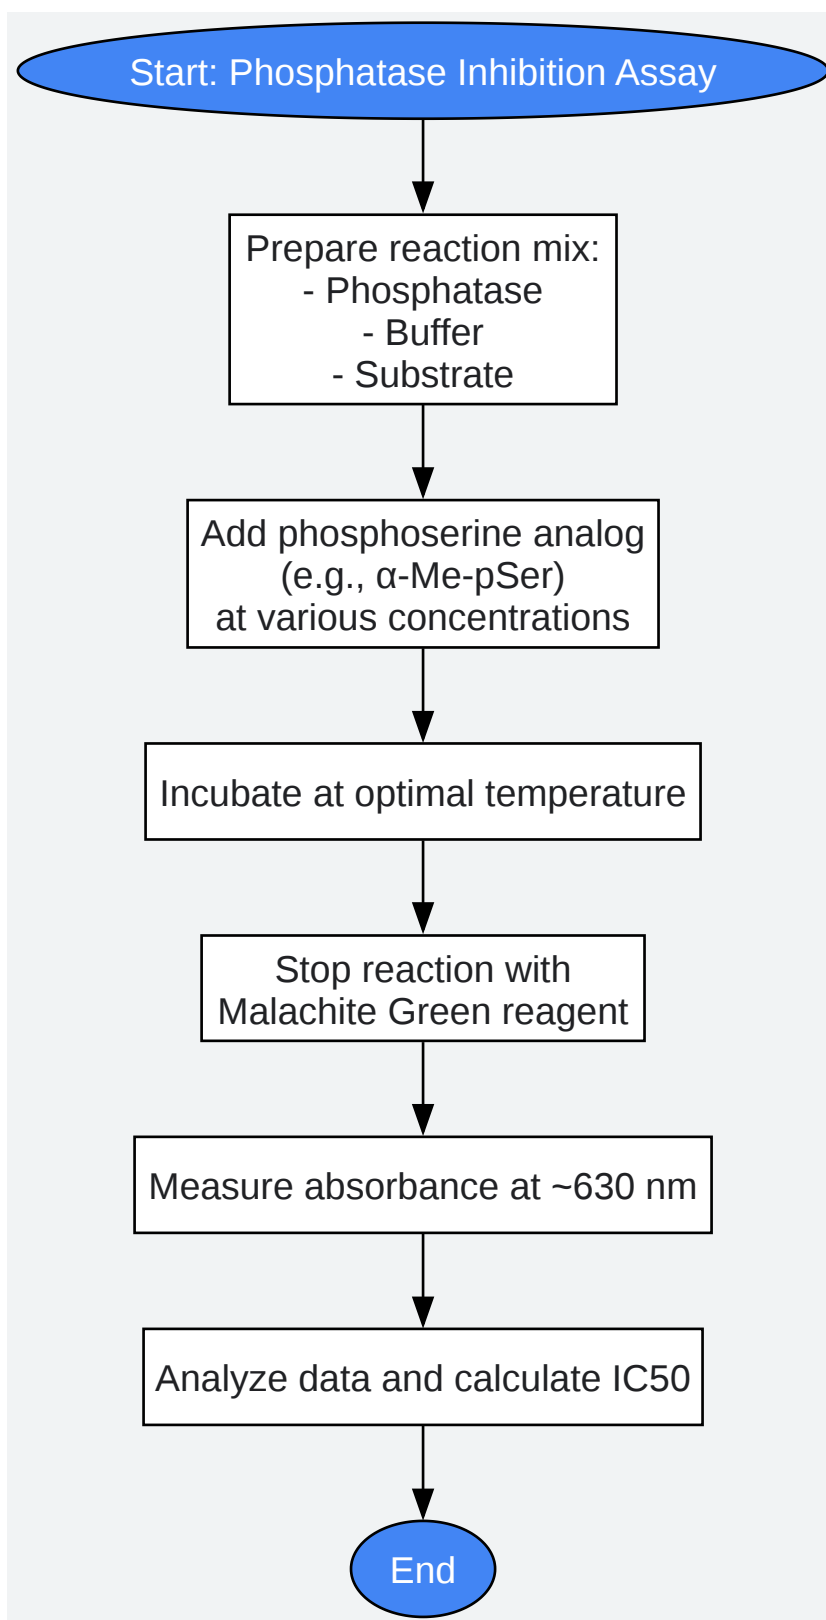 Start: Phosphatase Inhibition Assay
Prepare reaction mix:
- Phosphatase
- Buffer
- Substrate
Add phosphoserine analog
(e.g., α-Me-pSer)
at various concentrations
Incubate at optimal temperature
Stop reaction with
Malachite Green reagent
Measure absorbance at ~630 nm
Analyze data and calculate IC50
End